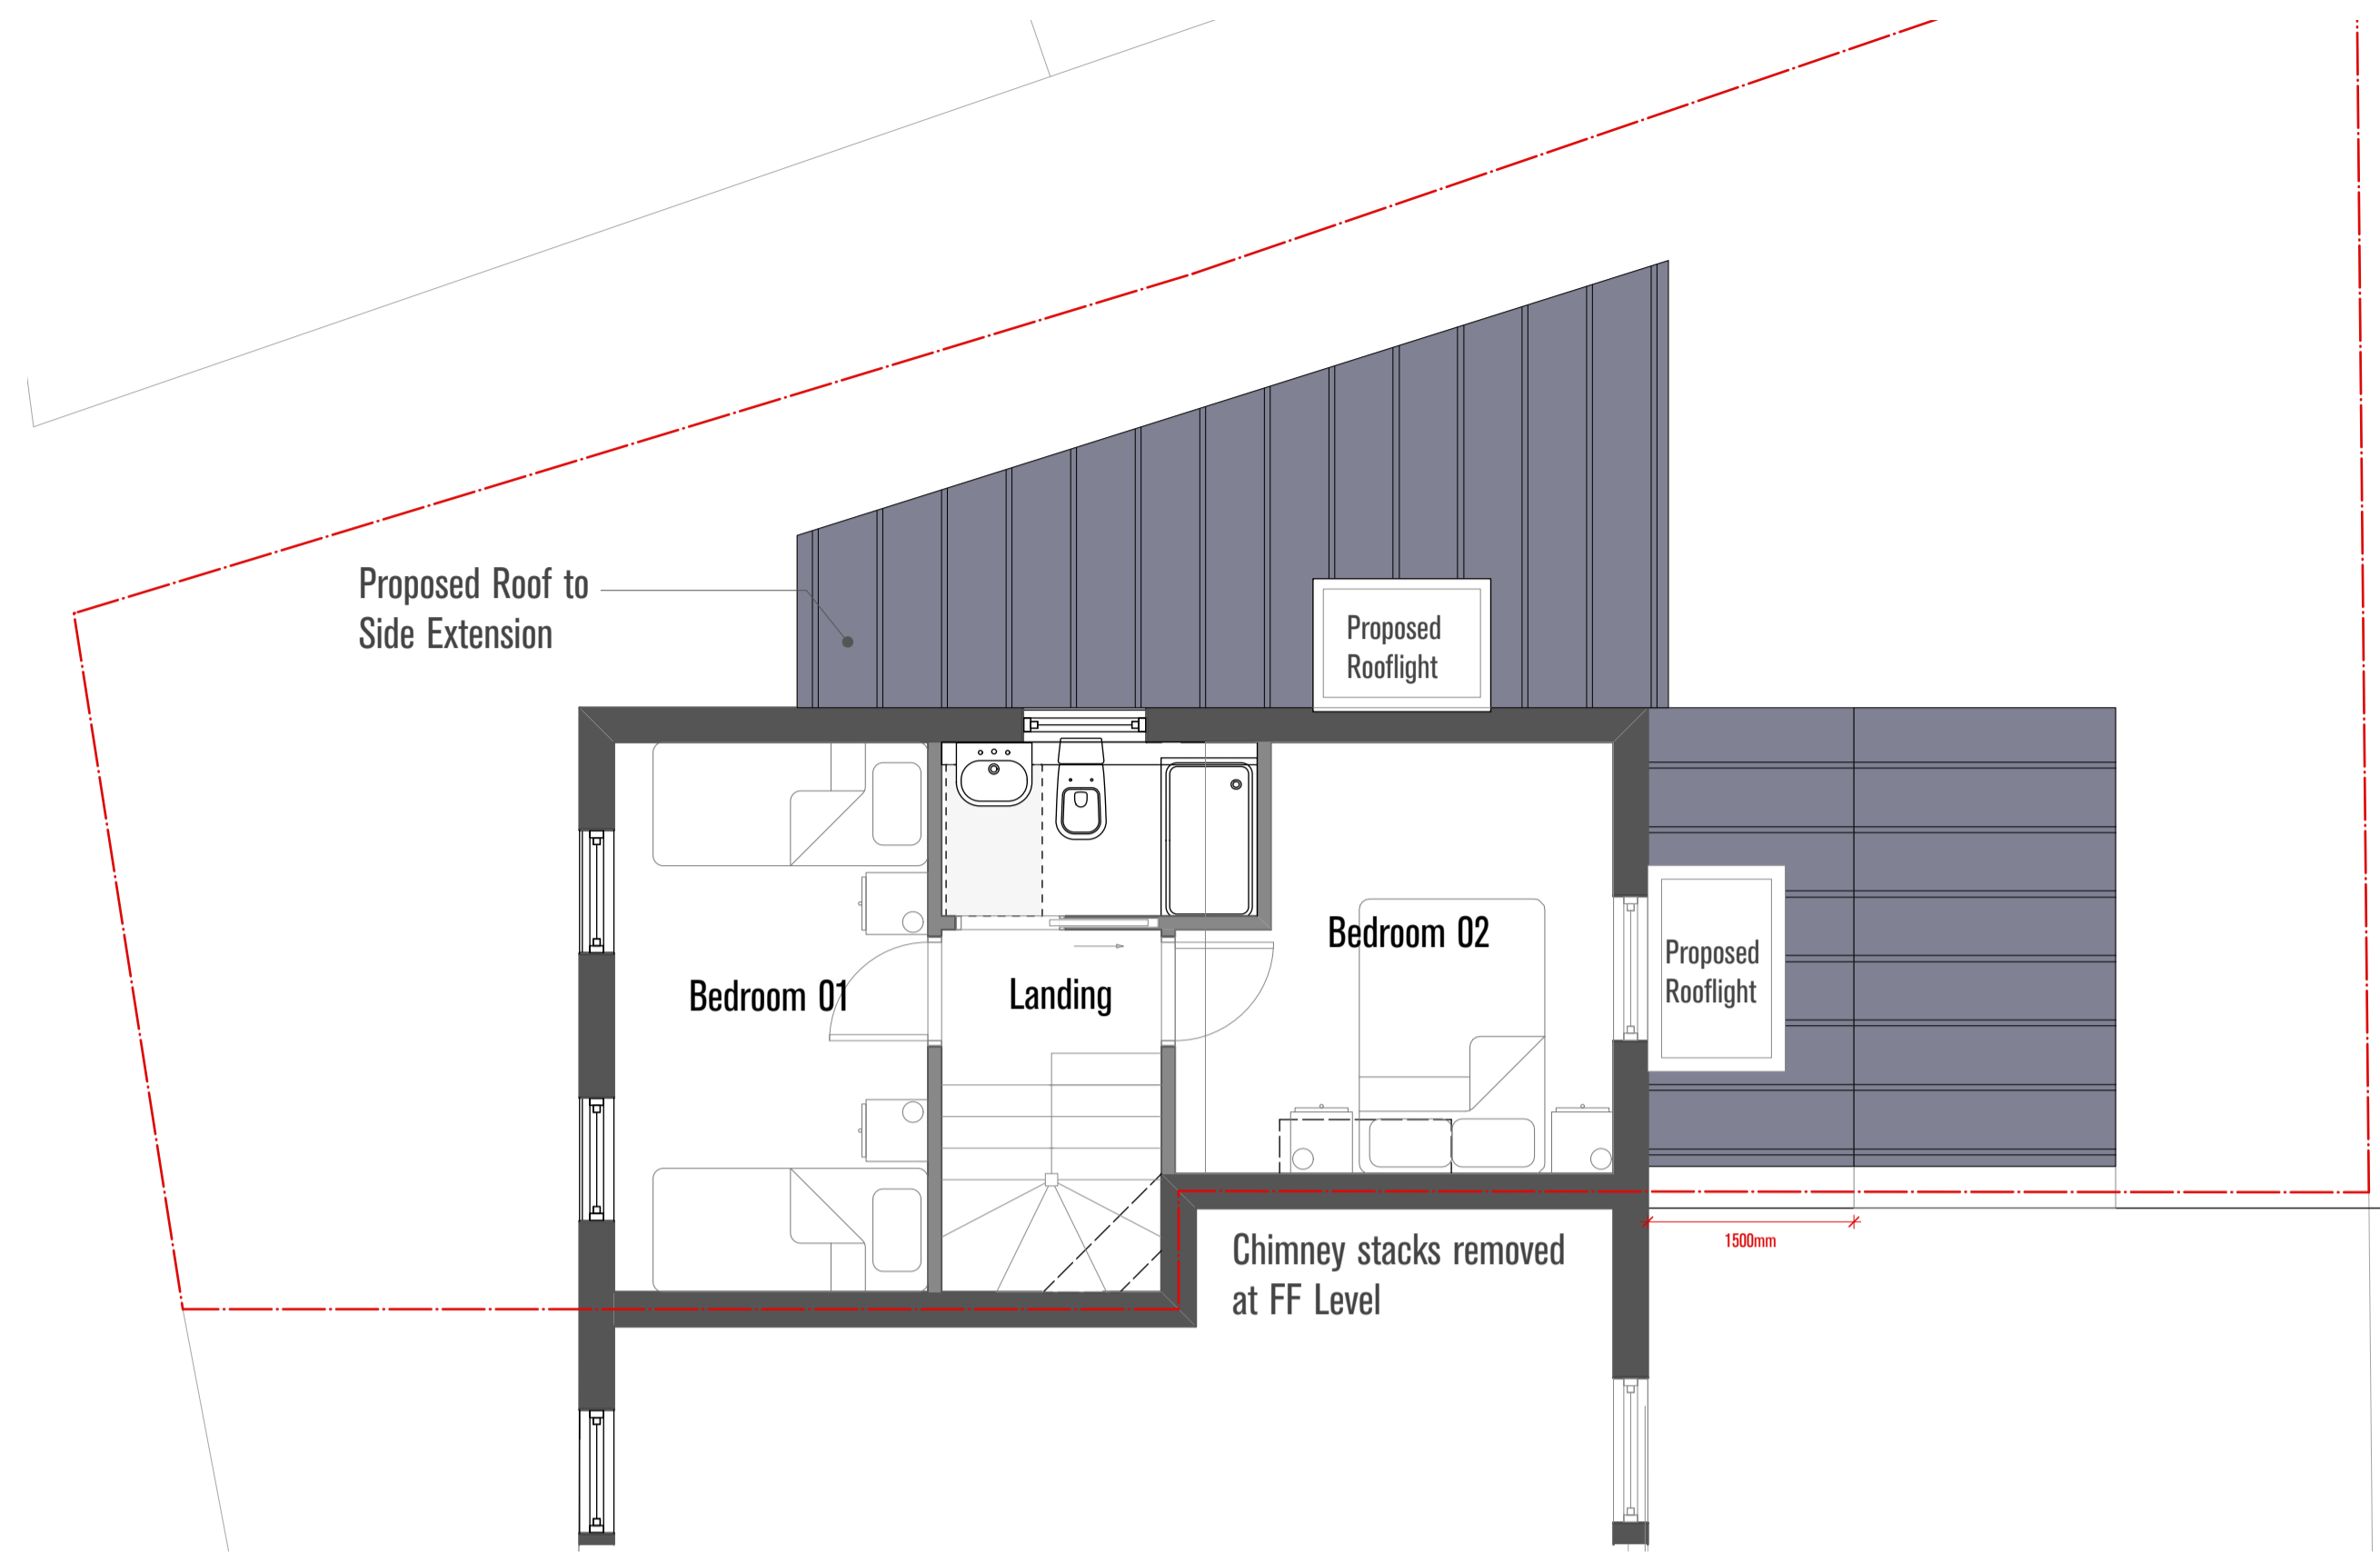 Proposed Roof to
Side Extension
Proposed
Rooflight
Bedroom 01
Landing
Bedroom 02
Proposed
Rooflight
Chimney stacks removed
at FF Level
1500mm